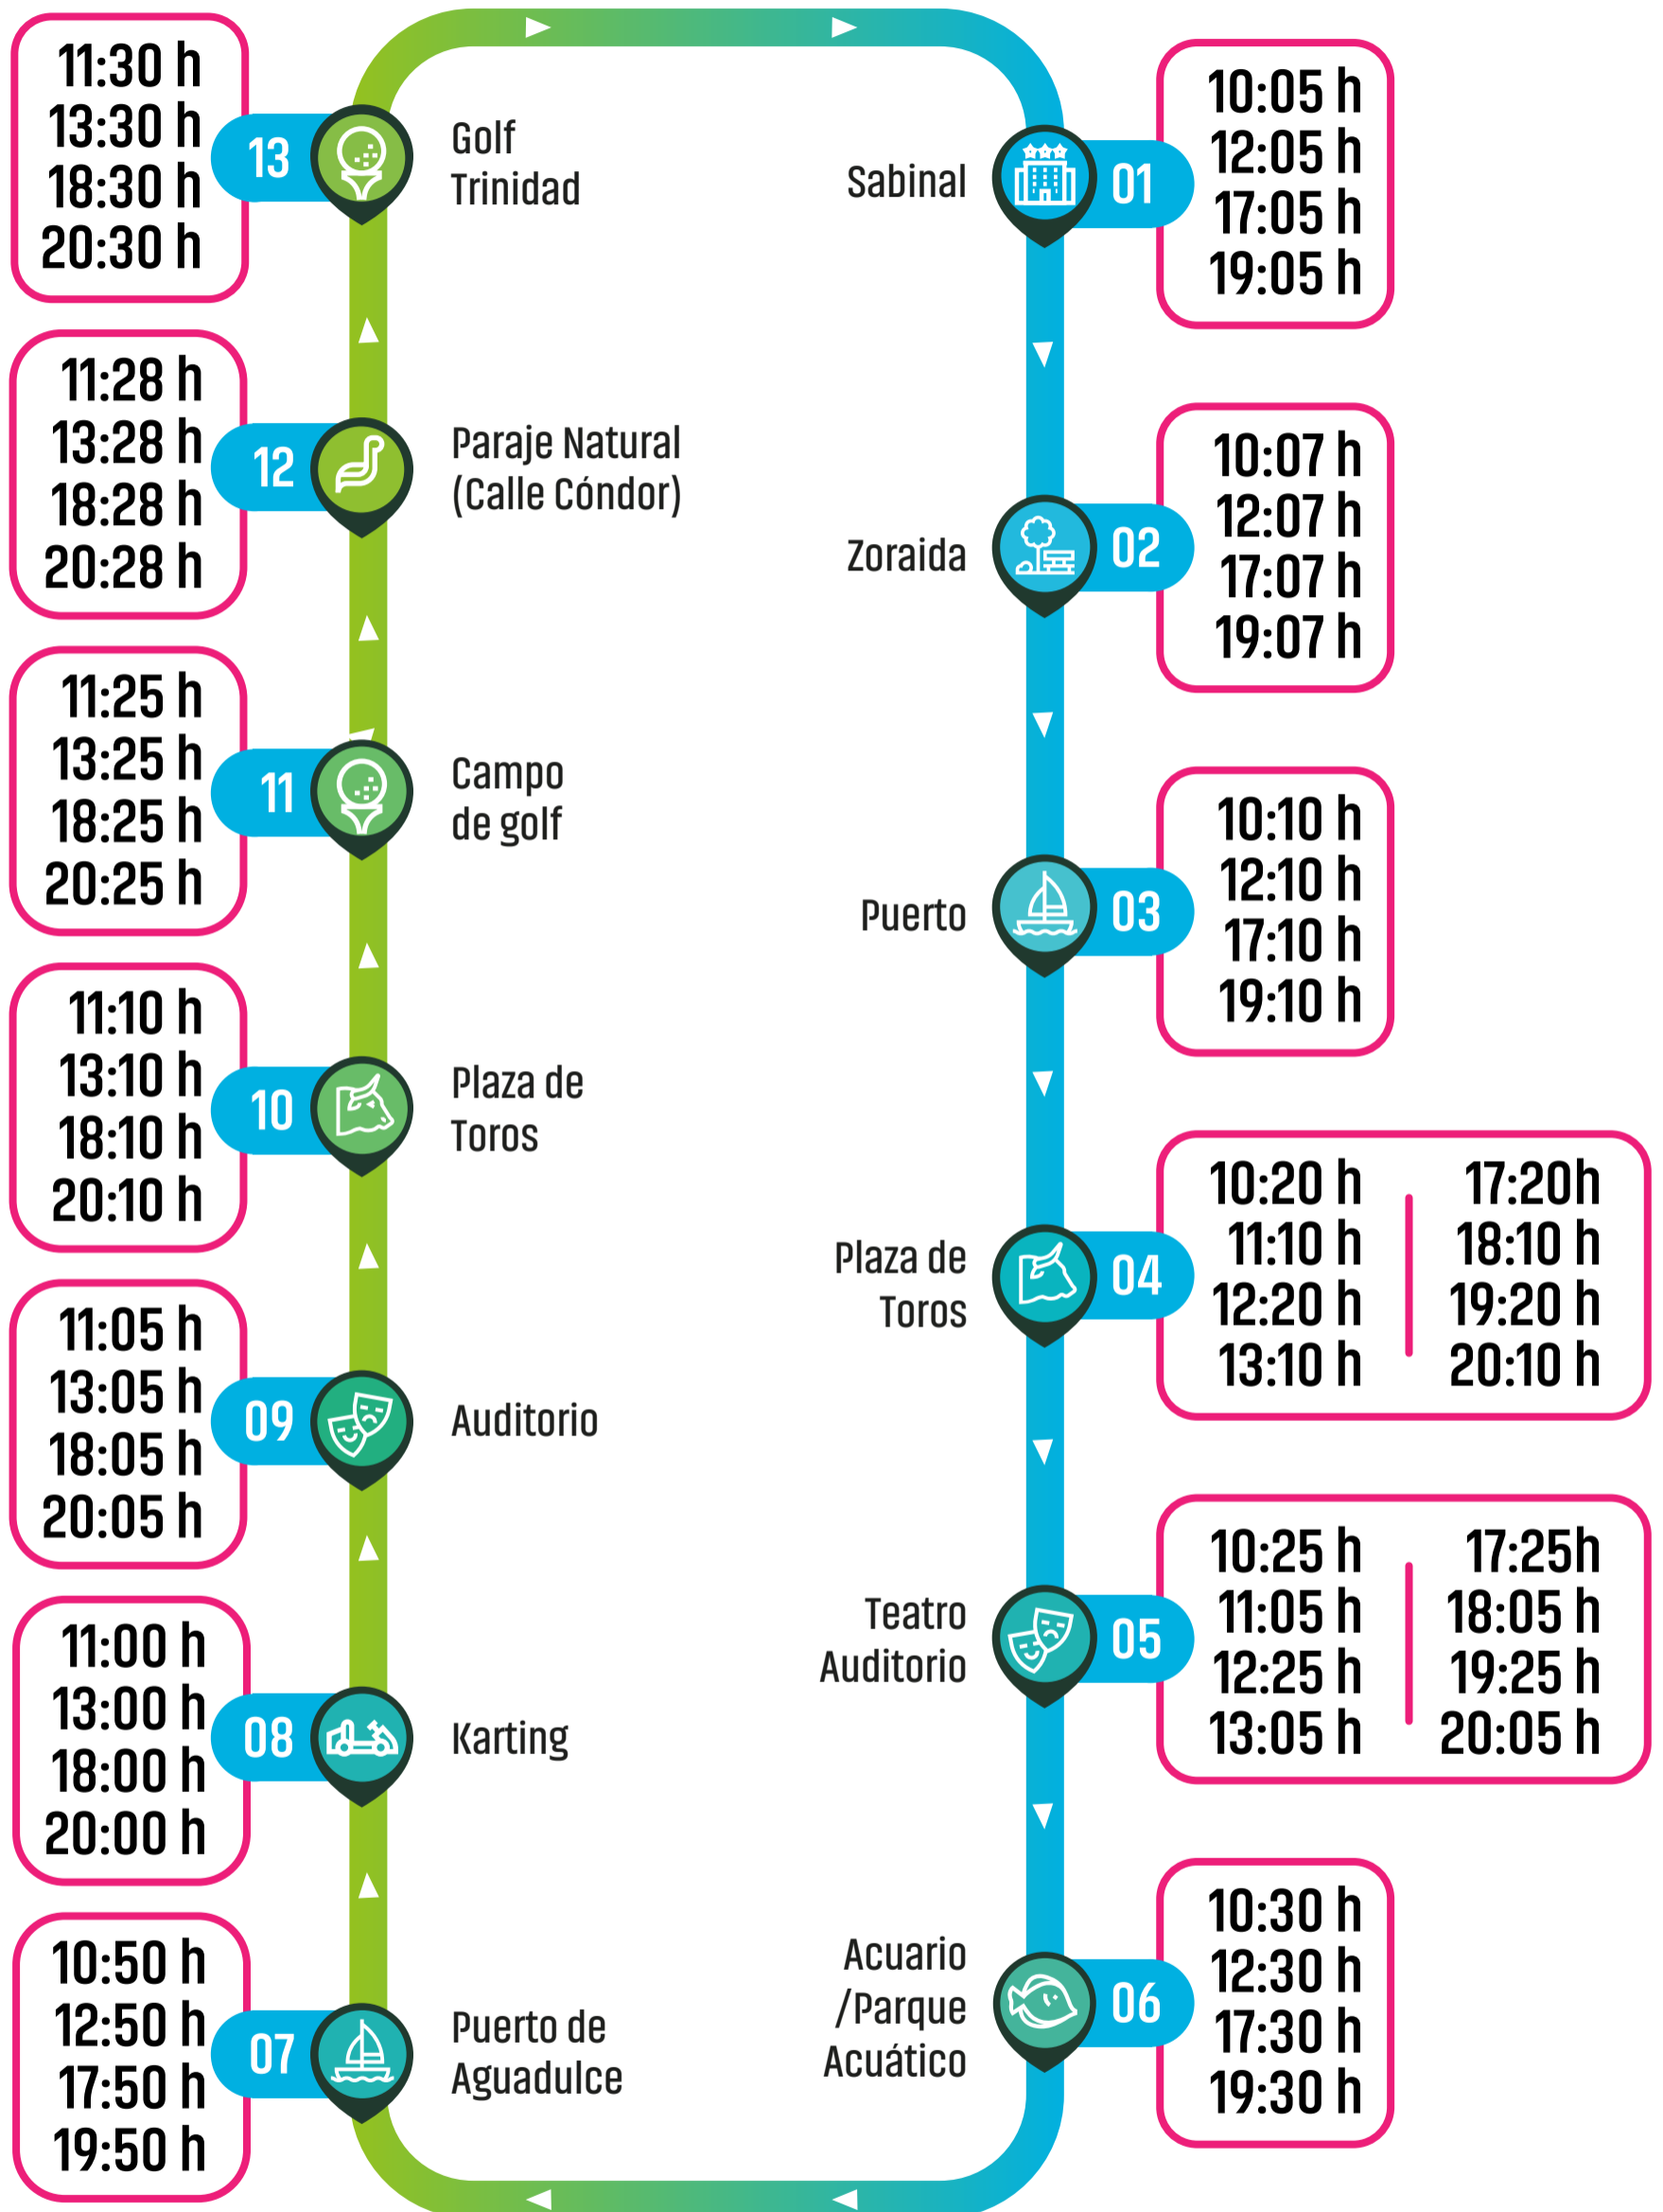 11:30 h
13:30 h
18:30 h
20:30 h
13
Golf
Trinidad
11:28 h
13:28 h
18:28 h
20:28 h
12
Paraje Natural
(Calle Cóndor)
11:25 h
13:25 h
18:25 h
20:25 h
11
Campo
de golf
11:10 h
13:10 h
18:10 h
20:10 h
10
Plaza de
Toros
11:05 h
13:05 h
18:05 h
20:05 h
09
Auditorio
11:00 h
13:00 h
18:00 h
20:00 h
08
Karting
10:50 h
12:50 h
17:50 h
19:50 h
07
Puerto de
Aguadulce
Sabinal
01
10:05 h
12:05 h
17:05 h
19:05 h
Zoraida
02
10:07 h
12:07 h
17:07 h
19:07 h
Puerto
03
10:10 h
12:10 h
17:10 h
19:10 h
Plaza de
Toros
04
10:20 h
11:10 h
12:20 h
13:10 h
17:20h
18:10 h
19:20 h
20:10 h
Teatro
Auditorio
05
10:25 h
11:05 h
12:25 h
13:05 h
17:25h
18:05 h
19:25 h
20:05 h
Acuario
/Parque
Acuático
06
10:30 h
12:30 h
17:30 h
19:30 h